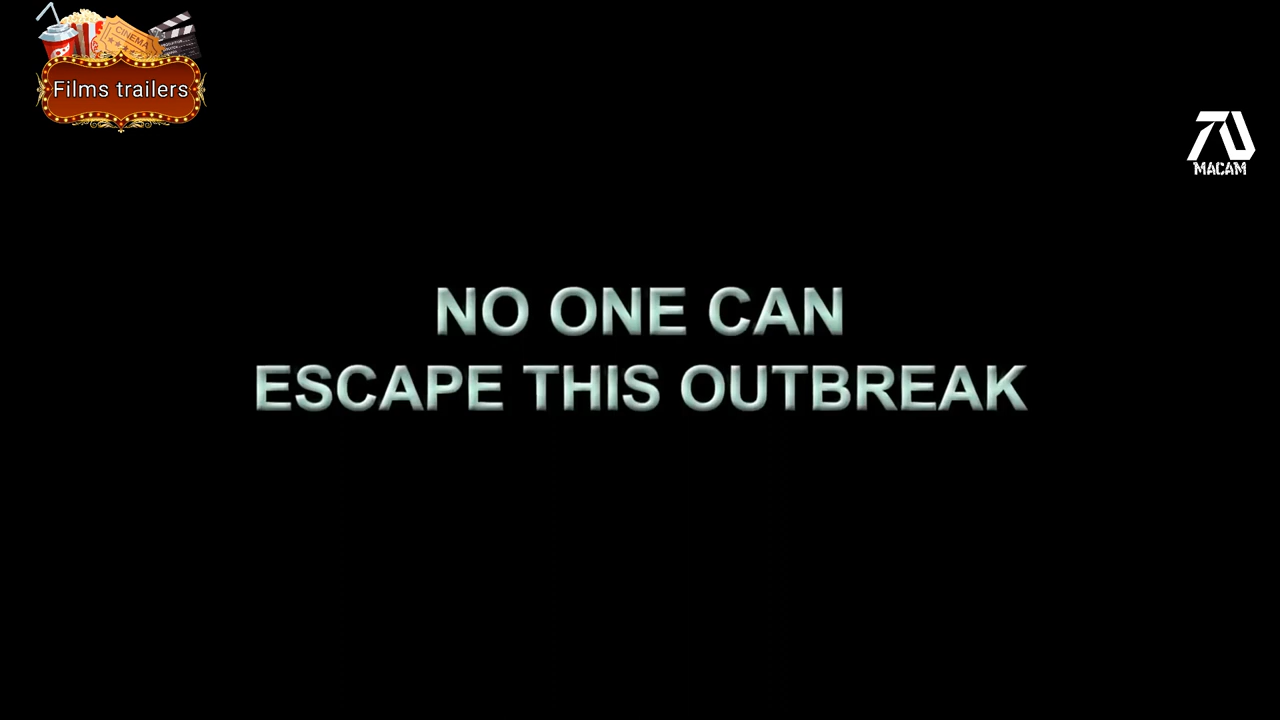 CINEMA
Films trailers
MACAM
NO ONE CAN
ESCAPE THIS OUTBREAK